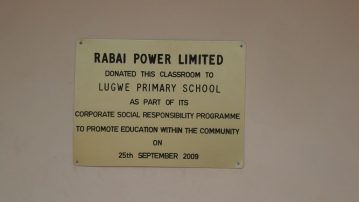 RABAI POWER LIMITED
DONATED THIS CLASSROOM TO
LUGWE PRIMARY SCHOOL
AS PART OF ITS
CORPORATE SOCIAL RESPONSIBILITY PROGRAMME
TO PROMOTE EDUCATION WITHIN THE COMMUNITY
ON
25th SEPTEMBER 2009